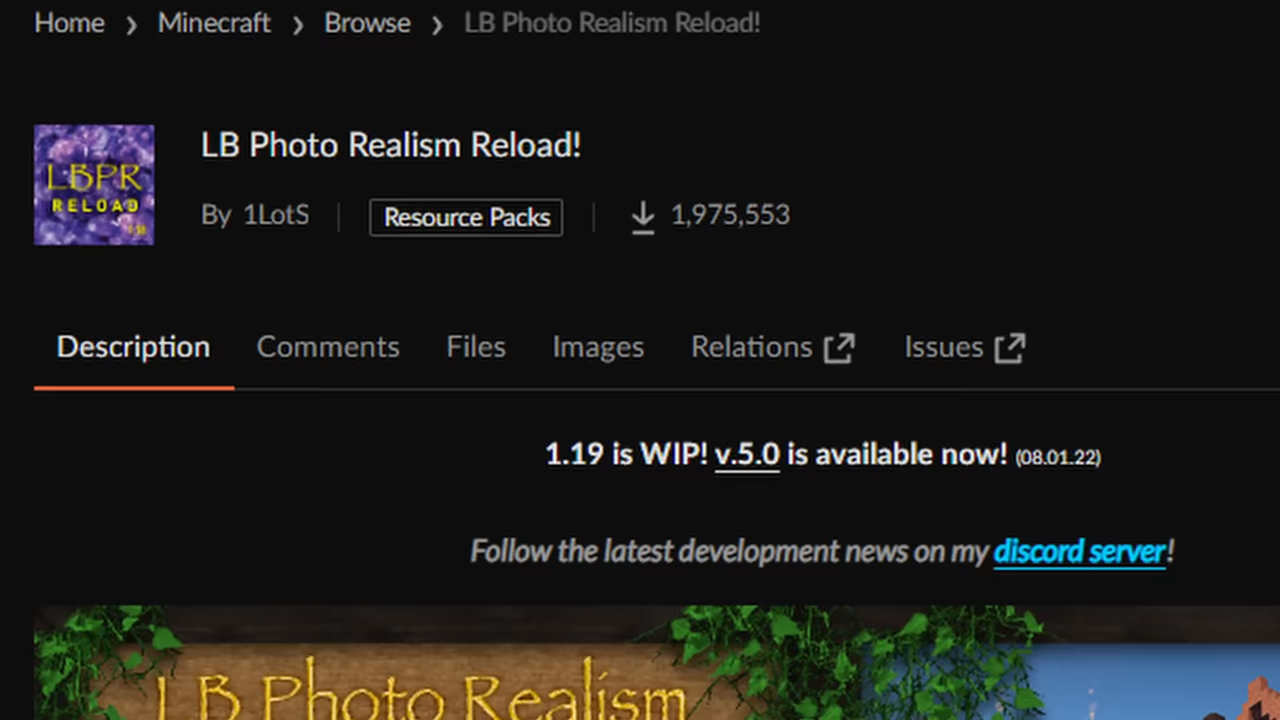 Home > Minecraft > Browse > LB Photo Realism Reload!
LBPR
RELOAD
LB Photo Realism Reload!
By 1LotS | Resource Packs | 1,975,553
Description Comments Files Images Relations Issues
1.19 is WIP! v.5.0 is available now! (08.01.22)
Follow the latest development news on my discord server!
LB Photo Realism